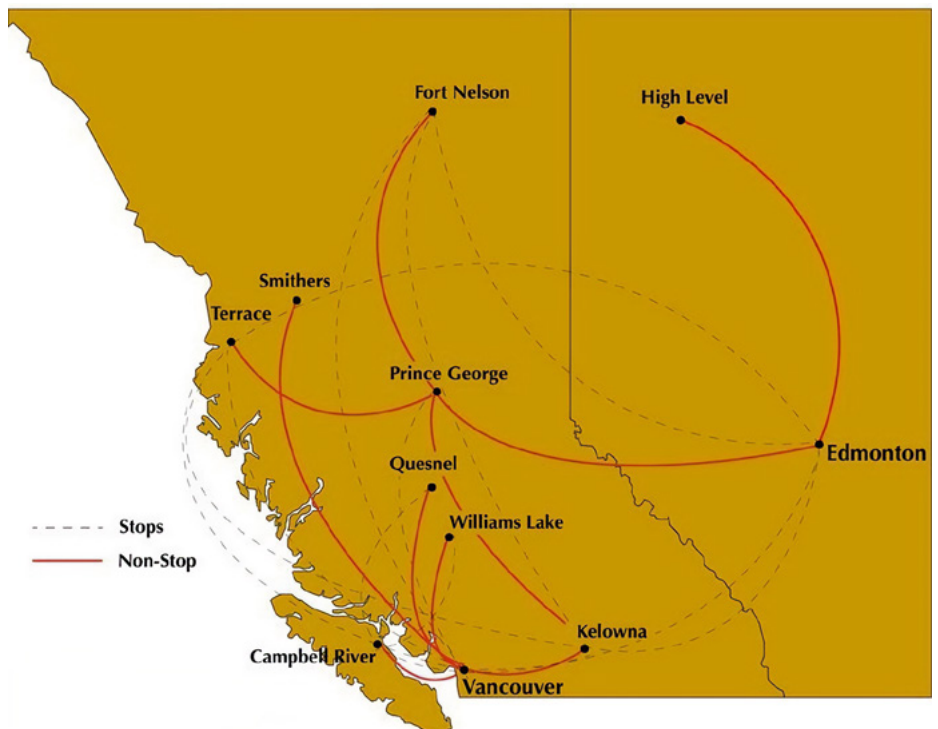 Fort Nelson
High Level
Smithers
Terrace
Prince George
Edmonton
Quesnel
Williams Lake
Stops
Non-Stop
Kelowna
Campbell River
Vancouver